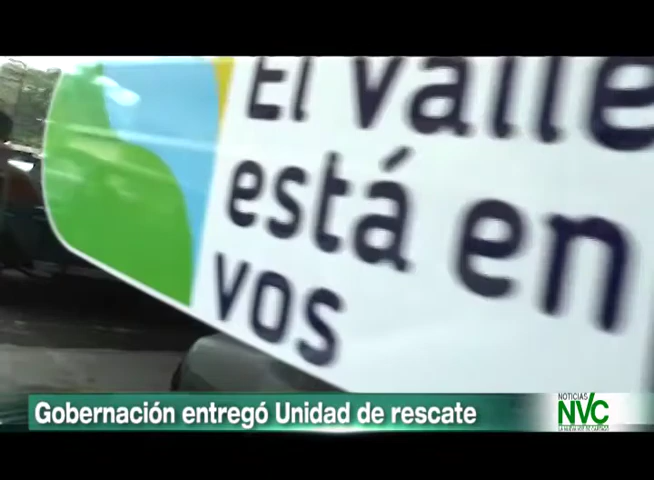 El Valle
está en
vos
Gobernación entregó Unidad de rescate
NOTICIAS
NVC